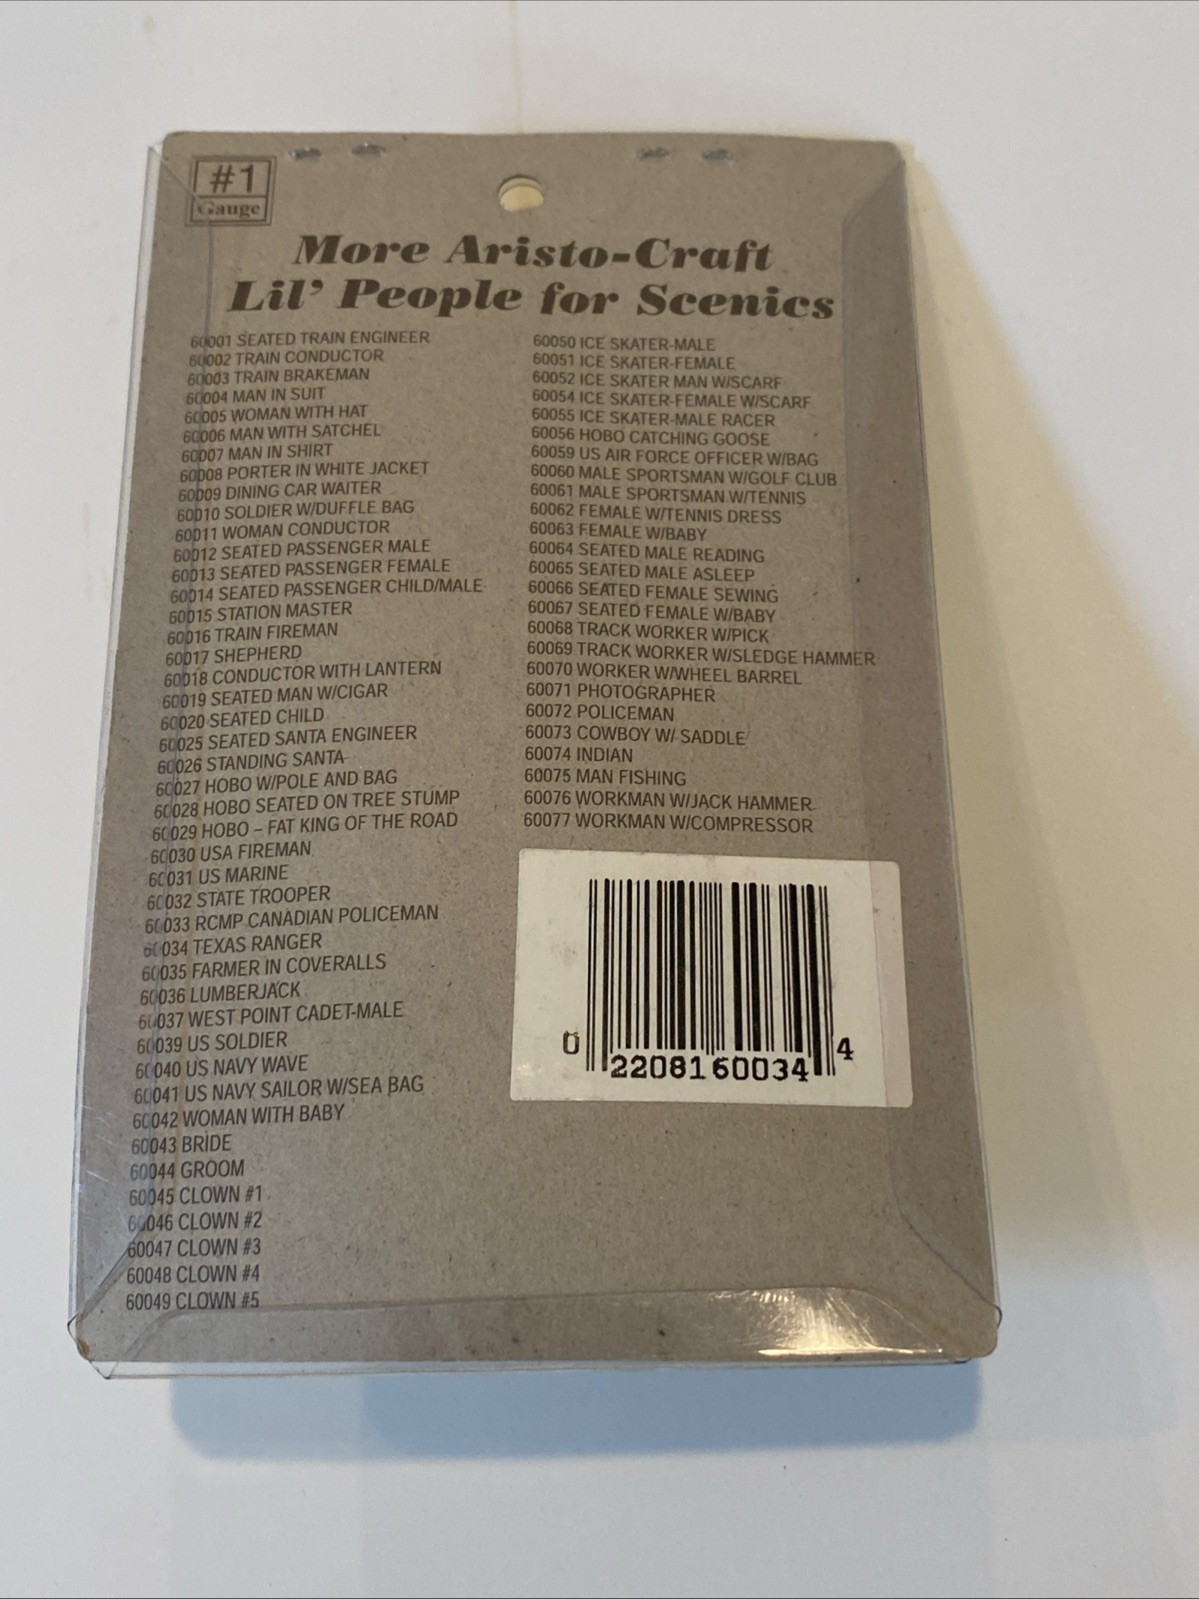 #1
Gauge
More Aristo-Craft
Lil' People for Scenics
60001 SEATED TRAIN ENGINEER
60002 TRAIN CONDUCTOR
60003 TRAIN BRAKEMAN
60004 MAN IN SUIT
60005 WOMAN WITH HAT
60006 MAN WITH SATCHEL
60007 MAN IN SHIRT
60008 PORTER IN WHITE JACKET
60009 DINING CAR WAITER
60010 SOLDIER W/DUFFLE BAG
60011 WOMAN CONDUCTOR
60012 SEATED PASSENGER MALE
60013 SEATED PASSENGER FEMALE
60014 SEATED PASSENGER CHILD/MALE
60015 STATION MASTER
60016 TRAIN FIREMAN
60017 SHEPHERD
60018 CONDUCTOR WITH LANTERN
60019 SEATED MAN W/CIGAR
60020 SEATED CHILD
60025 SEATED SANTA ENGINEER
60026 STANDING SANTA
60027 HOBO W/POLE AND BAG
60028 HOBO SEATED ON TREE STUMP
60029 HOBO – FAT KING OF THE ROAD
60030 USA FIREMAN
60031 US MARINE
60032 STATE TROOPER
60033 RCMP CANADIAN POLICEMAN
60034 TEXAS RANGER
60035 FARMER IN COVERALLS
60036 LUMBERJACK
60037 WEST POINT CADET-MALE
60039 US SOLDIER
60040 US NAVY WAVE
60041 US NAVY SAILOR W/SEA BAG
60042 WOMAN WITH BABY
60043 BRIDE
60044 GROOM
60045 CLOWN #1
60046 CLOWN #2
60047 CLOWN #3
60048 CLOWN #4
60049 CLOWN #5
60050 ICE SKATER-MALE
60051 ICE SKATER-FEMALE
60052 ICE SKATER MAN W/SCARF
60054 ICE SKATER-FEMALE W/SCARF
60055 ICE SKATER-MALE RACER
60056 HOBO CATCHING GOOSE
60059 US AIR FORCE OFFICER W/BAG
60060 MALE SPORTSMAN W/GOLF CLUB
60061 MALE SPORTSMAN W/TENNIS
60062 FEMALE W/TENNIS DRESS
60063 FEMALE W/BABY
60064 SEATED MALE READING
60065 SEATED MALE ASLEEP
60066 SEATED FEMALE SEWING
60067 SEATED FEMALE W/BABY
60068 TRACK WORKER W/PICK
60069 TRACK WORKER W/SLEDGE HAMMER
60070 WORKER W/WHEEL BARREL
60071 PHOTOGRAPHER
60072 POLICEMAN
60073 COWBOY W/ SADDLE
60074 INDIAN
60075 MAN FISHING
60076 WORKMAN W/JACK HAMMER
60077 WORKMAN W/COMPRESSOR
0 2208160034 4